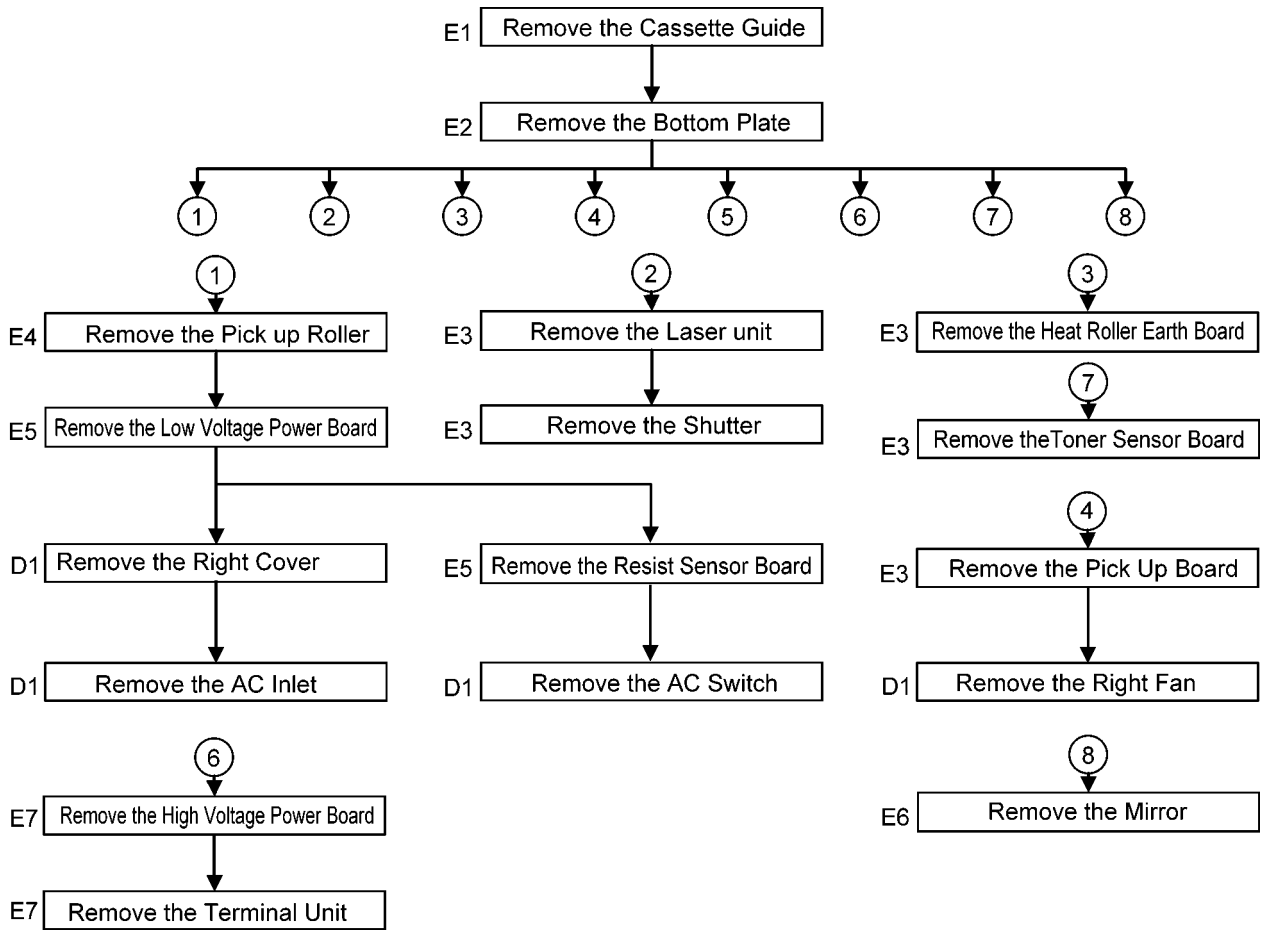 E1 Remove the Cassette Guide
E2 Remove the Bottom Plate
1 2 3 4 5 6 7 8
1
E4 Remove the Pick up Roller
E5 Remove the Low Voltage Power Board
D1 Remove the Right Cover
D1 Remove the AC Inlet
E5 Remove the Resist Sensor Board
D1 Remove the AC Switch
2
E3 Remove the Laser unit
E3 Remove the Shutter
3
E3 Remove the Heat Roller Earth Board
7
E3 Remove theToner Sensor Board
4
E3 Remove the Pick Up Board
D1 Remove the Right Fan
6
E7 Remove the High Voltage Power Board
E7 Remove the Terminal Unit
8
E6 Remove the Mirror